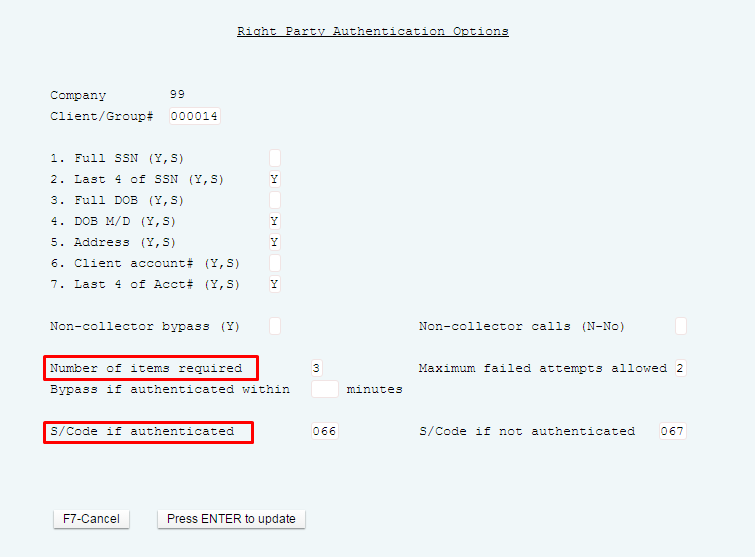 Right Party Authentication Options
Company 99
Client/Group# 000014
1. Full SSN (Y,S)
2. Last 4 of SSN (Y,S) Y
3. Full DOB (Y,S)
4. DOB M/D (Y,S) Y
5. Address (Y,S) Y
6. Client account# (Y,S)
7. Last 4 of Acct# (Y,S) Y
Non-collector bypass (Y) Non-collector calls (N-No)
Number of items required 3 Maximum failed attempts allowed 2
Bypass if authenticated within minutes
S/Code if authenticated 066 S/Code if not authenticated 067
F7-Cancel Press ENTER to update